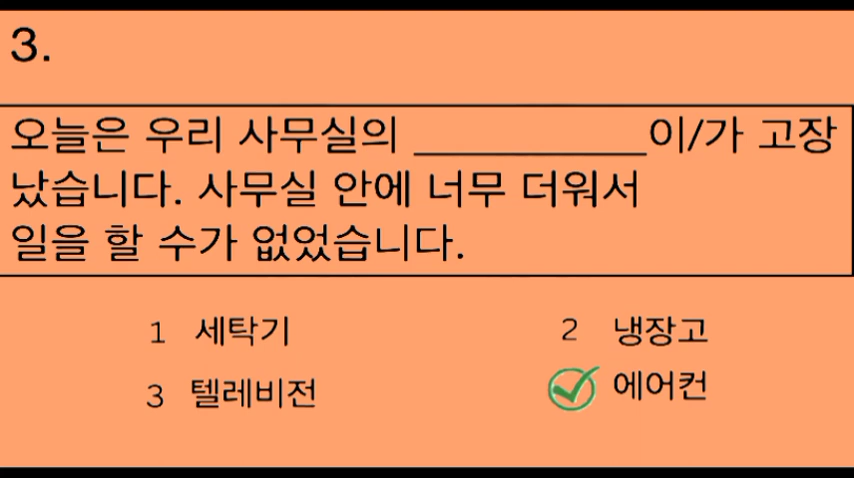 3.
오늘은 우리 사무실의 ___________이/가 고장
났습니다. 사무실 안에 너무 더워서
일을 할 수가 없었습니다.
1 세탁기 2 냉장고
3 텔레비전 에어컨